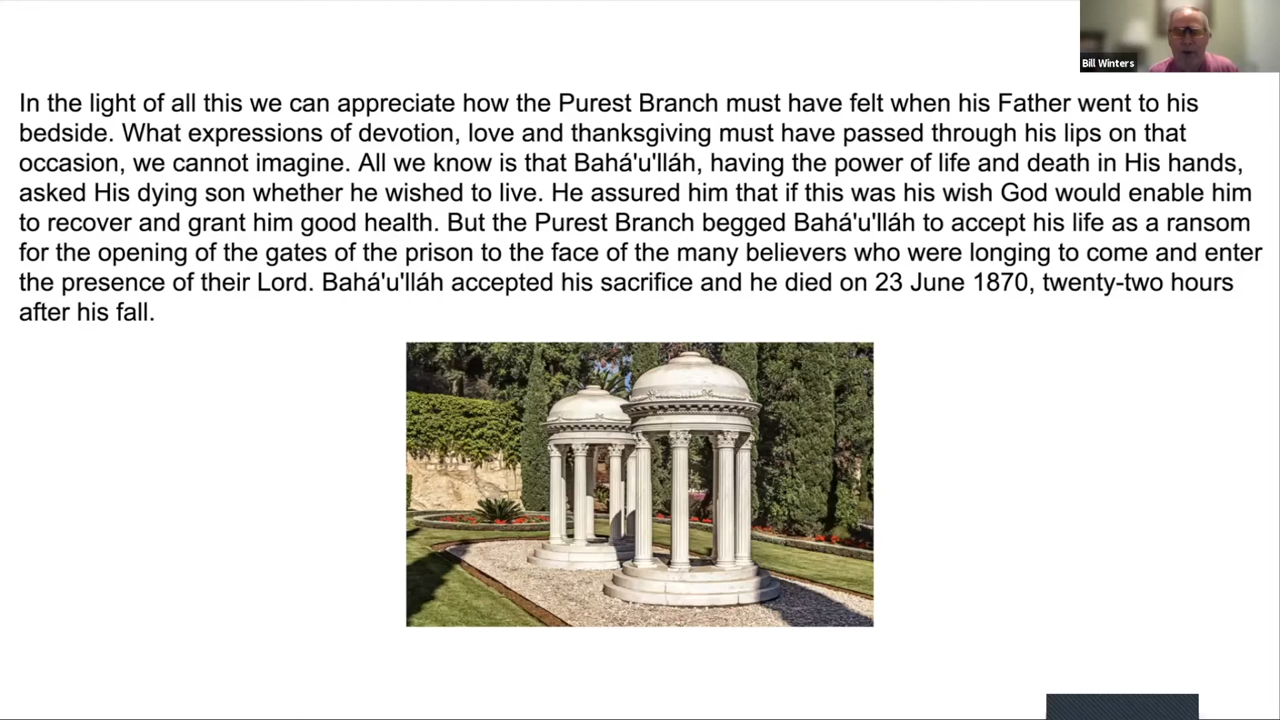 Bill Winters
In the light of all this we can appreciate how the Purest Branch must have felt when his Father went to his
bedside. What expressions of devotion, love and thanksgiving must have passed through his lips on that
occasion, we cannot imagine. All we know is that Bahá'u'lláh, having the power of life and death in His hands,
asked His dying son whether he wished to live. He assured him that if this was his wish God would enable him
to recover and grant him good health. But the Purest Branch begged Bahá'u'lláh to accept his life as a ransom
for the opening of the gates of the prison to the face of the many believers who were longing to come and enter
the presence of their Lord. Bahá'u'lláh accepted his sacrifice and he died on 23 June 1870, twenty-two hours
after his fall.